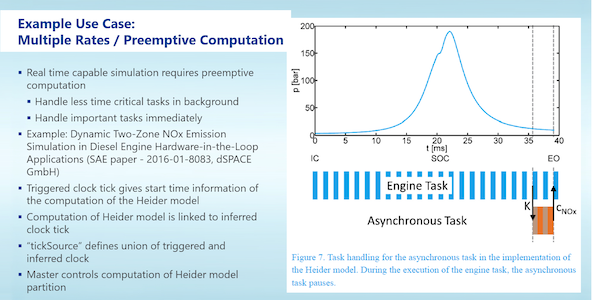 Example Use Case:
Multiple Rates / Preemptive Computation
Real time capable simulation requires preemptive
computation
Handle less time critical tasks in background
Handle important tasks immediately
Example: Dynamic Two-Zone NOx Emission
Simulation in Diesel Engine Hardware-in-the-Loop
Applications (SAE paper - 2016-01-8083, dSPACE
GmbH)
Triggered clock tick gives start time information of
the computation of the Heider model
Computation of Heider model is linked to inferred
clock tick
"tickSource" defines union of triggered and
inferred clock
Master controls computation of Heider model
partition
200
150
100
50
0
p [bar]
0 5 10 15 20 25 30 35 40
t [ms]
IC SOC EO
Engine Task
K
cNOx
Asynchronous Task
Figure 7. Task handling for the asynchronous task in the implementation of
the Heider model. During the execution of the engine task, the asynchronous
task pauses.